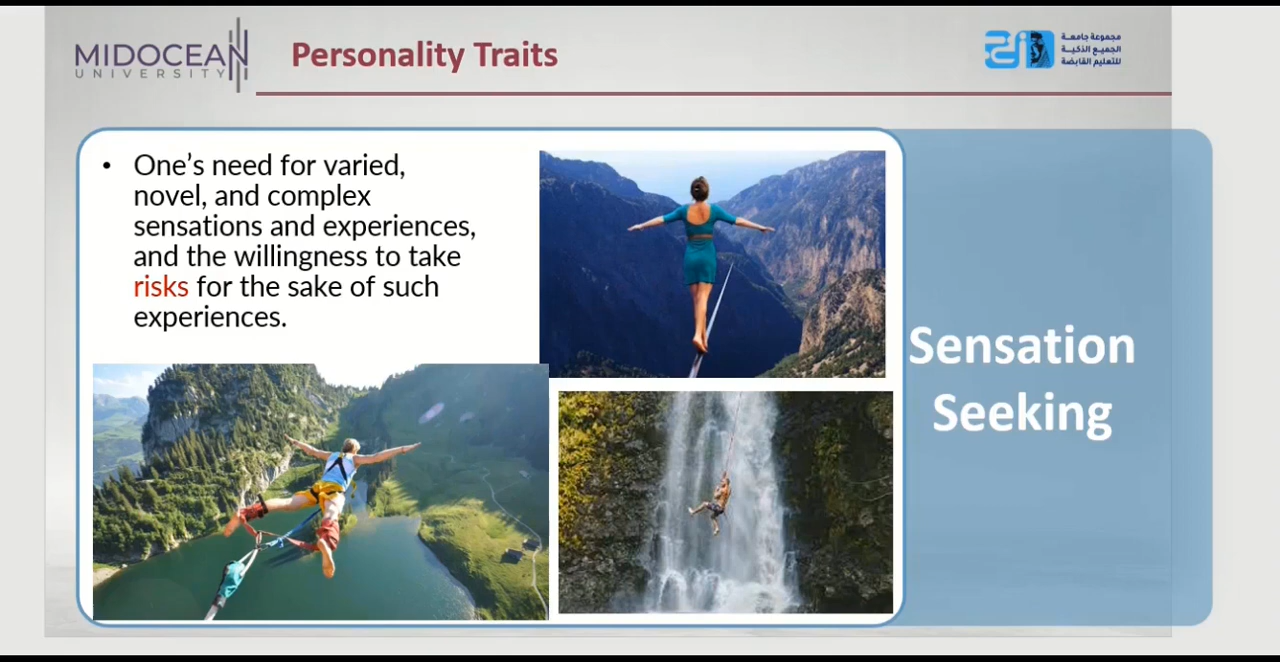 MIDOCEAN
UNIVERSITY
Personality Traits
مجموعة جامعة
الجميع الذكية
للتعليم القابضة
• One’s need for varied,
novel, and complex
sensations and experiences,
and the willingness to take
risks for the sake of such
experiences.
Sensation
Seeking